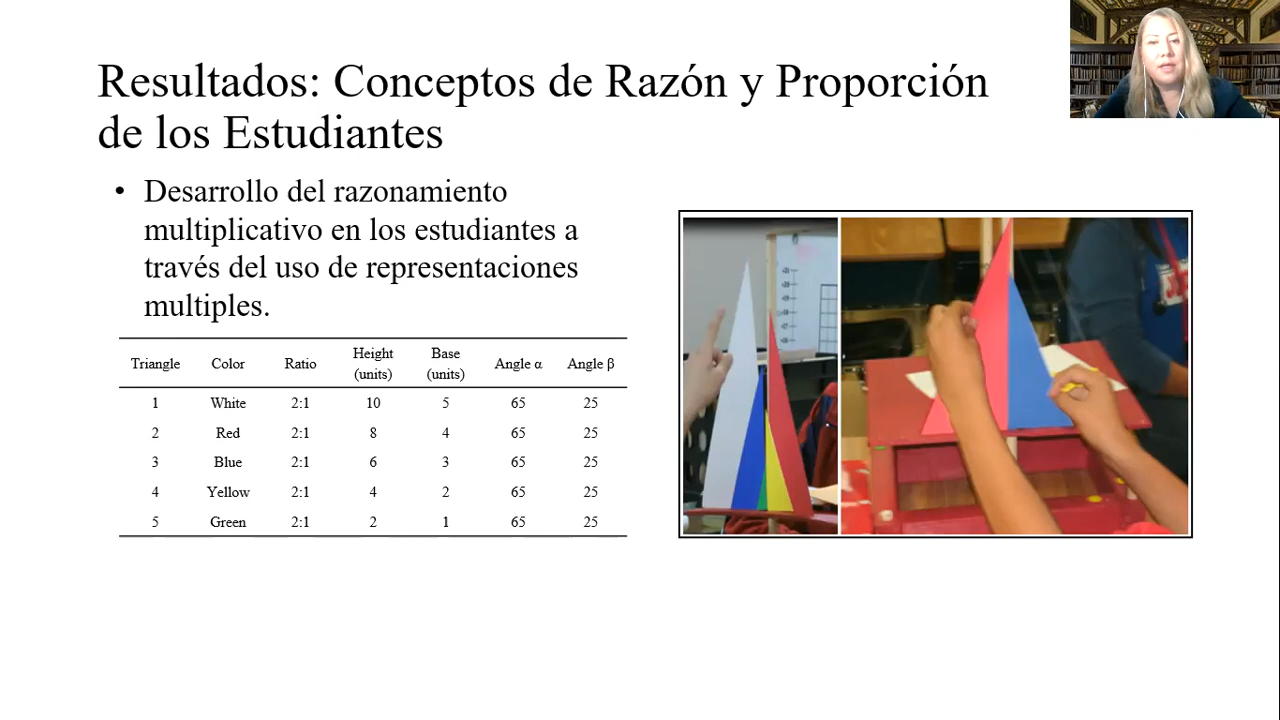 Resultados: Conceptos de Razón y Proporción
de los Estudiantes
• Desarrollo del razonamiento
multiplicativo en los estudiantes a
través del uso de representaciones
multiples.
Triangle Color Ratio Height (units) Base (units) Angle α Angle β
1 White 2:1 10 5 65 25
2 Red 2:1 8 4 65 25
3 Blue 2:1 6 3 65 25
4 Yellow 2:1 4 2 65 25
5 Green 2:1 2 1 65 25